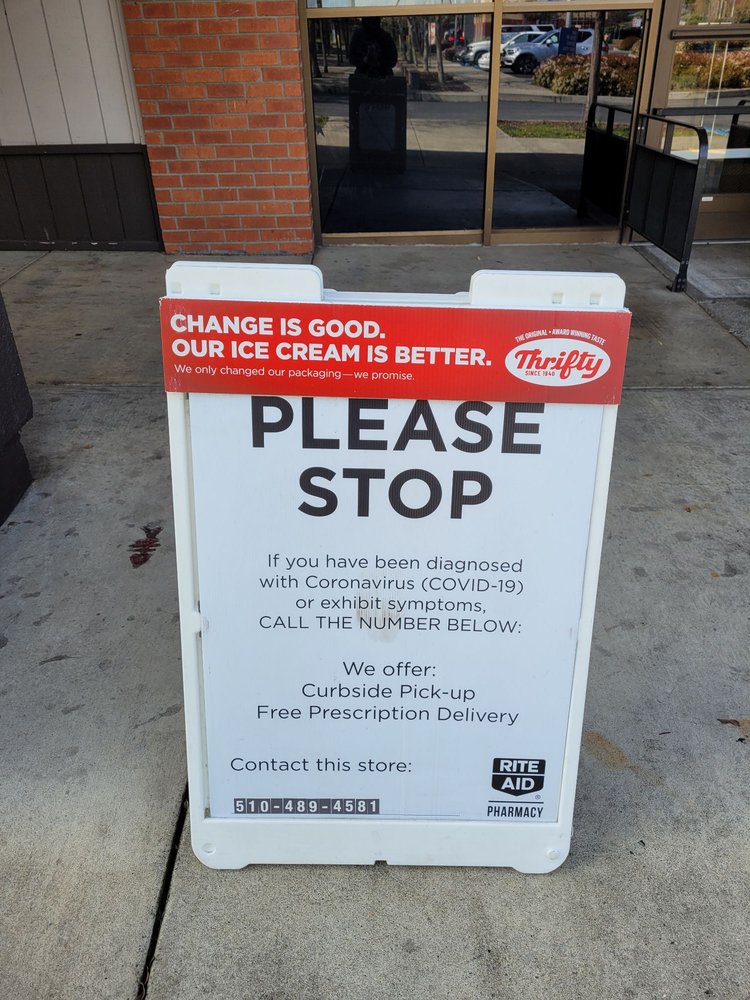 CHANGE IS GOOD.
OUR ICE CREAM IS BETTER.
We only changed our packaging—we promise.
THE ORIGINAL • AWARD WINNING TASTE
Thrifty
SINCE 1940
PLEASE
STOP
If you have been diagnosed
with Coronavirus (COVID-19)
or exhibit symptoms,
CALL THE NUMBER BELOW:
We offer:
Curbside Pick-up
Free Prescription Delivery
Contact this store:
510-489-4581
RITE
AID
®
PHARMACY